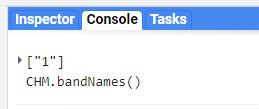 Inspector Console Tasks
["1"]
CHM.bandNames()